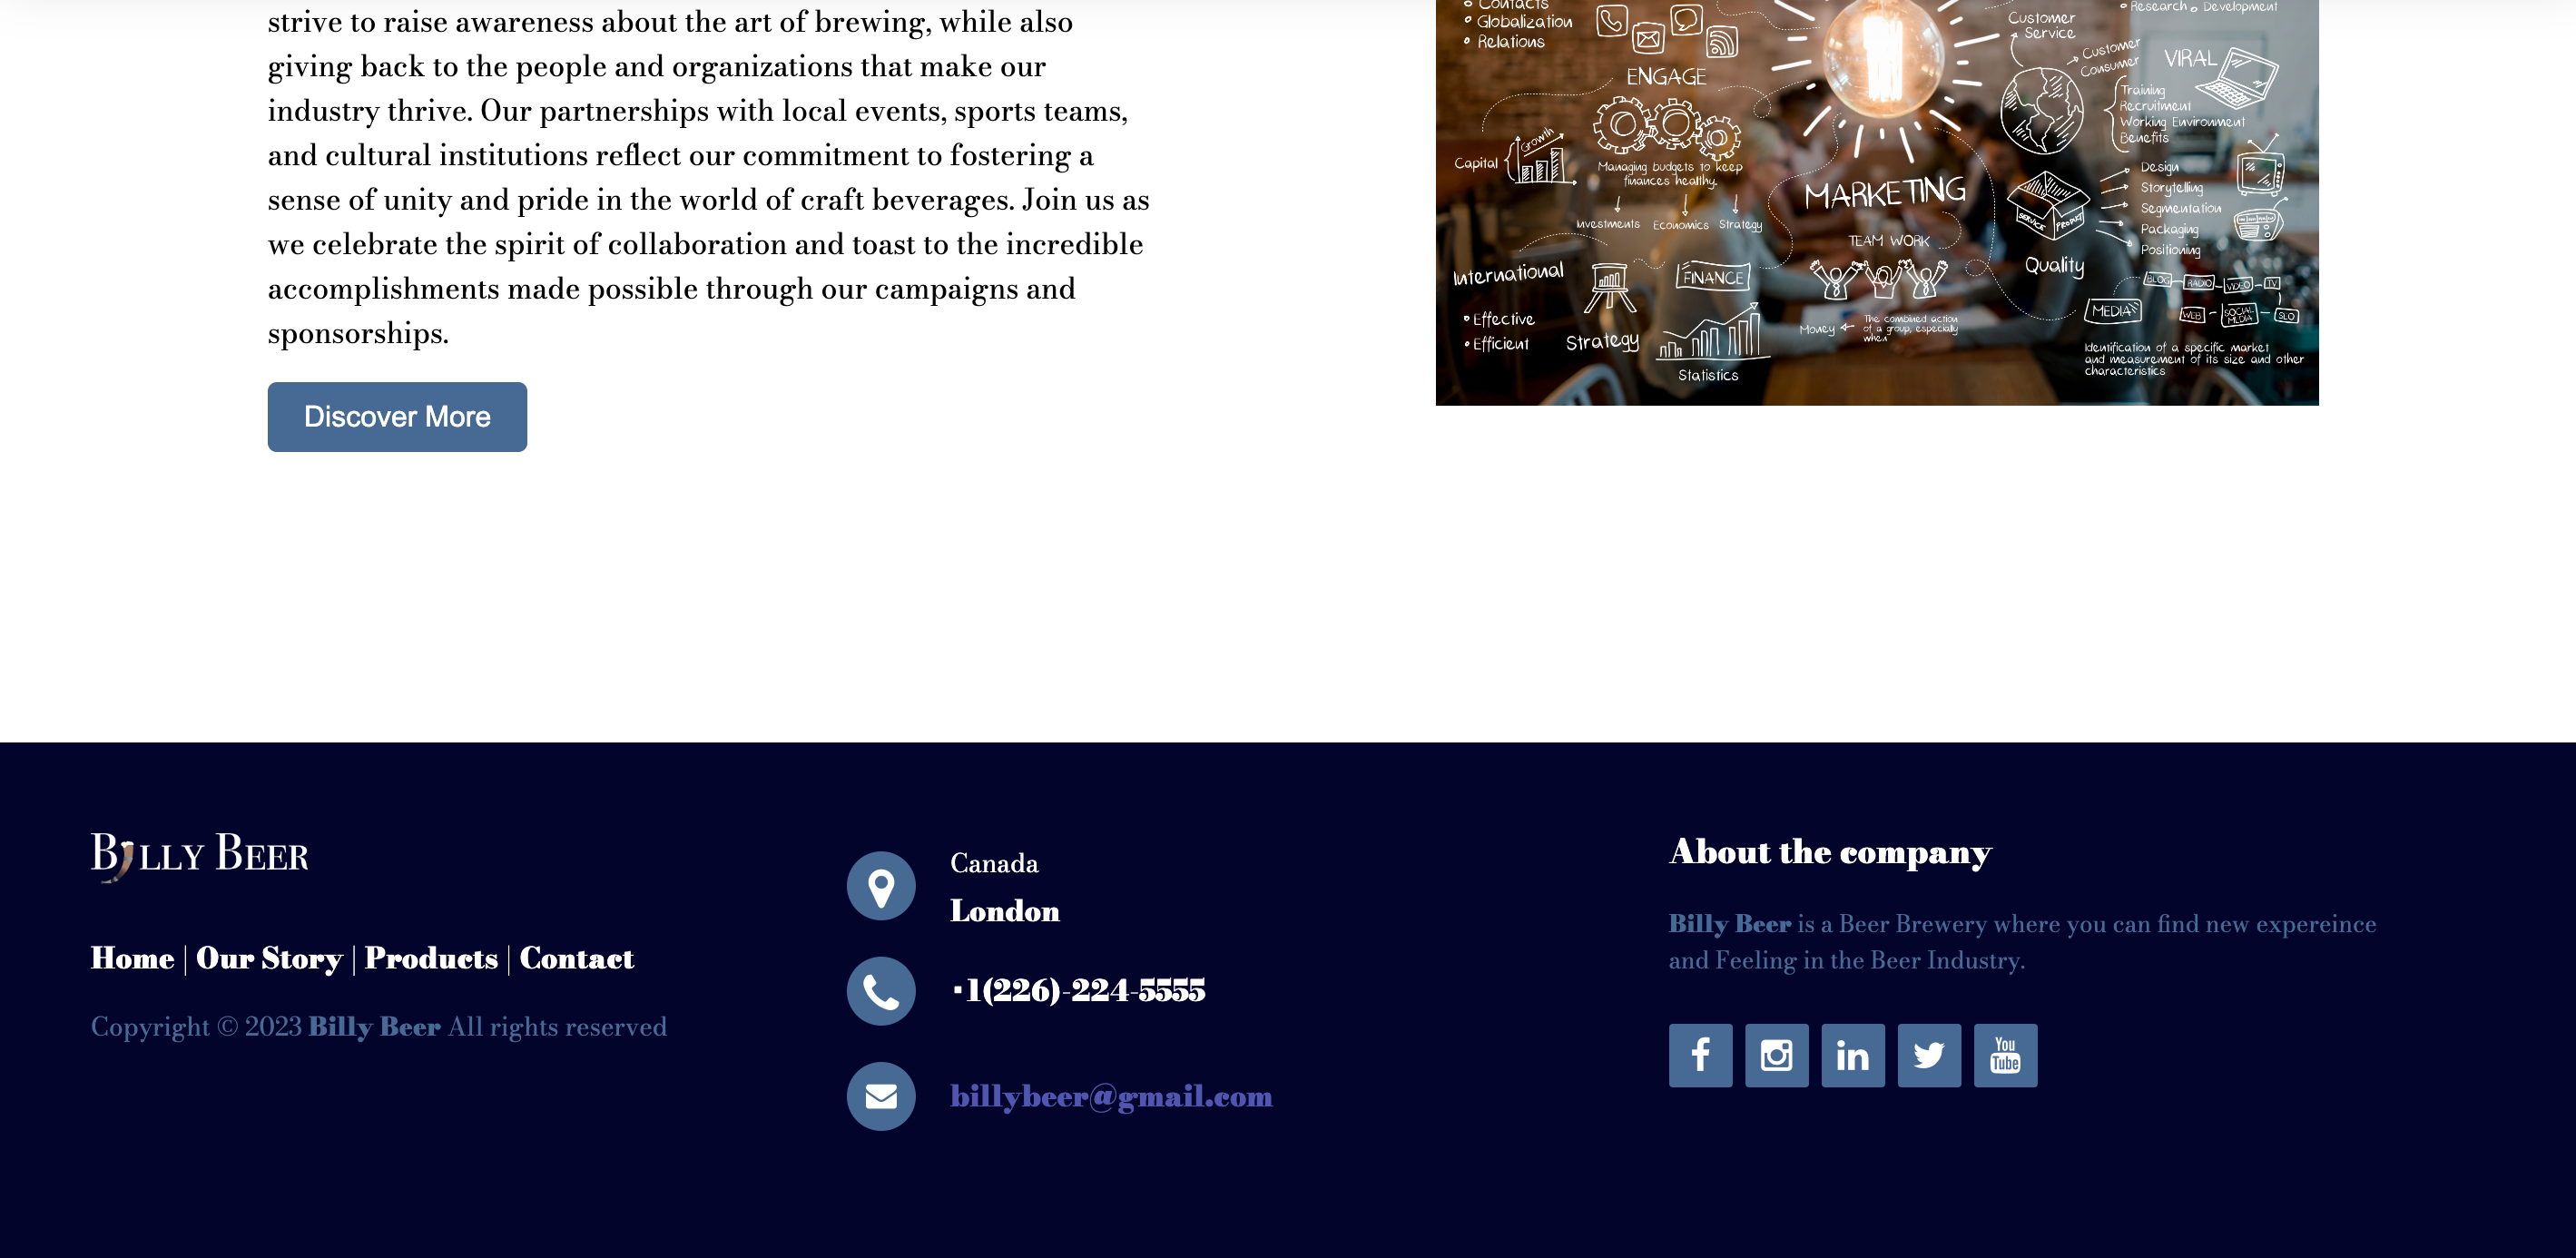 strive to raise awareness about the art of brewing, while also
giving back to the people and organizations that make our
industry thrive. Our partnerships with local events, sports teams,
and cultural institutions reflect our commitment to fostering a
sense of unity and pride in the world of craft beverages. Join us as
we celebrate the spirit of collaboration and toast to the incredible
accomplishments made possible through our campaigns and
sponsorships.
Discover More
Contacts
Globalization
Relations
ENGAGE
Capital
Growth
Managing budgets to keep
finances healthy.
Investments Economics Strategy
International
Effective
Efficient
Strategy
FINANCE
Statistics
MARKETING
TEAM WORK
Money
The combined action
of a group, especially
when
Research Development
Customer
Service
Customer
Consumer
VIRAL
Training
Recruitment
Working Environment
Benefits
SERVICE PRODUCT
Quality
Design
Storytelling
Segmentation
Packaging
Positioning
MEDIA
BLOG RADIO VIDEO TV
WEB SOCIAL MEDIA SLO
Identification of a specific market
and measurement of its size and other
characteristics
BILLY BEER
Home | Our Story | Products | Contact
Copyright © 2023 Billy Beer All rights reserved
Canada
London
+1(226)-224-5555
billybeer@gmail.com
About the company
Billy Beer is a Beer Brewery where you can find new expereince
and Feeling in the Beer Industry.
f
in
You
Tube